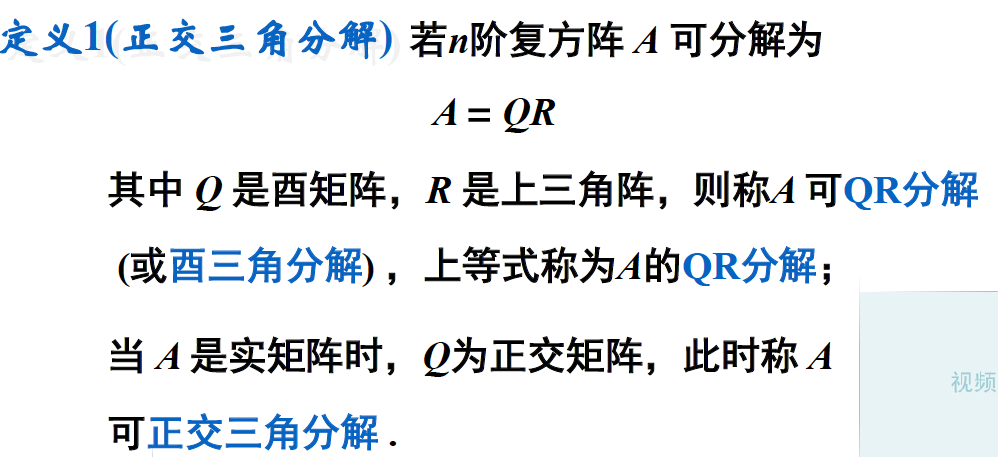 定义1(正交三角分解) 若n阶复方阵 A 可分解为
A = QR
其中 Q 是酉矩阵，R 是上三角阵，则称A 可QR分解
(或酉三角分解) ，上等式称为A的QR分解；
当 A 是实矩阵时，Q为正交矩阵，此时称 A
可正交三角分解 .
视频